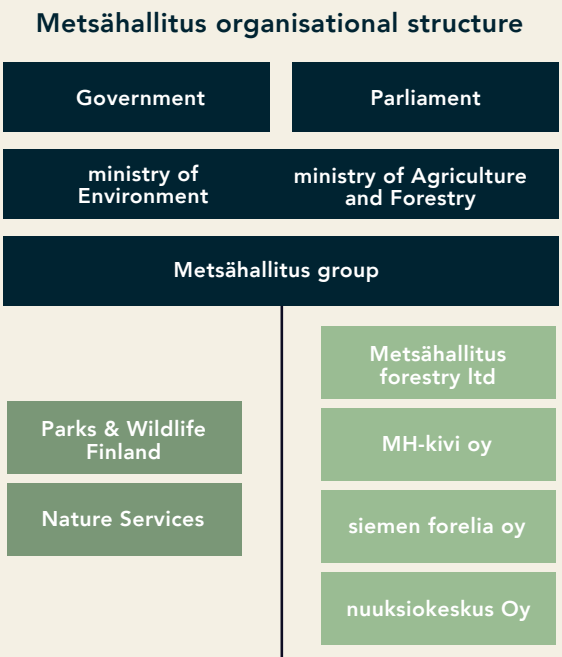 Metsähallitus organisational structure
Government
Parliament
ministry of
Environment
ministry of Agriculture
and Forestry
Metsähallitus group
Parks & Wildlife
Finland
Nature Services
Metsähallitus
forestry ltd
MH-kivi oy
siemen forelia oy
nuuksiokeskus Oy